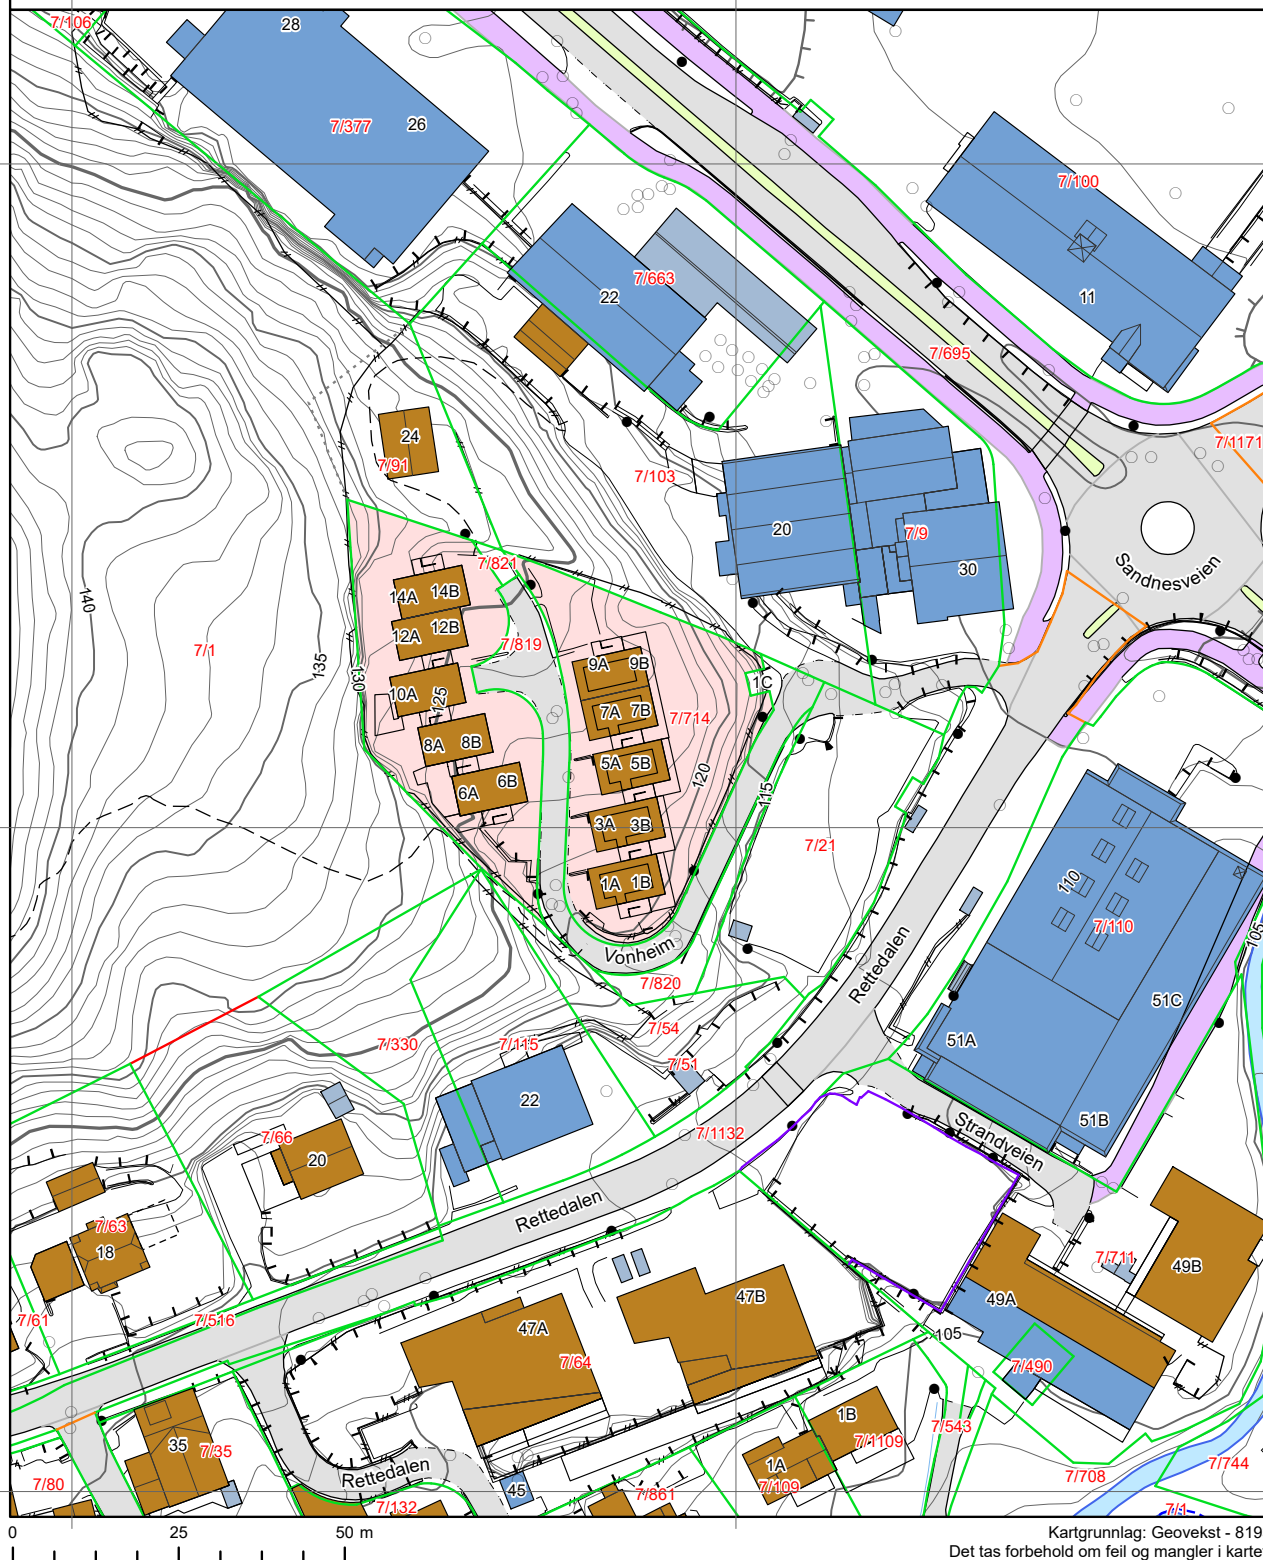 7/106
28
7/377
26
7/100
7/663
22
11
7/695
24
7/91
7/103
7/1171
20
7/9
30
Sandnesveien
7/821
14A
14B
12A
12B
7/819
140
7/1
135
130
9A
9B
1C
10A
125
7A
7B
7/714
8A
8B
5A
5B
120
6A
6B
115
3A
3B
7/21
1A
1B
110
7/110
105
Vonheim
Rettedalen
7/820
51C
7/54
51A
7/330
7/115
7/51
22
51B
7/1132
Strandveien
7/66
20
Rettedalen
7/63
18
7/711
49B
47B
49A
7/61
7/516
47A
105
7/64
7/490
1B
7/543
35
7/35
7/1109
1A
Rettedalen
7/80
45
7/109
7/708
7/744
7/132
7/861
7/1
0
25
50 m
Kartgrunnlag: Geovekst - 819
Det tas forbehold om feil og mangler i karte